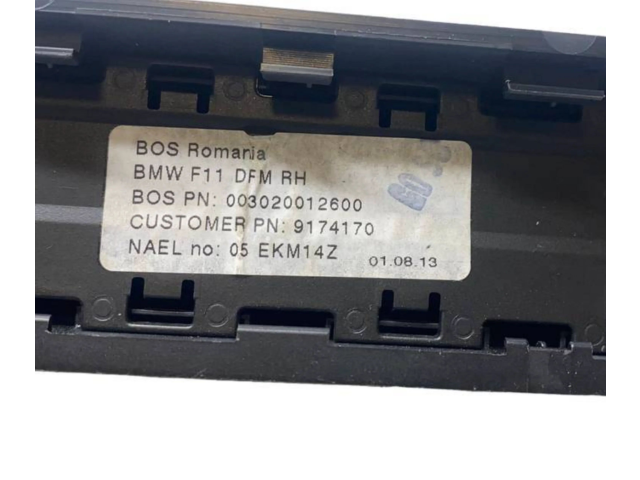 BOS Romania
BMW F11 DFM RH
BOS PN: 003020012600
CUSTOMER PN: 9174170
NAEL no: 05 EKM14Z
01.08.13